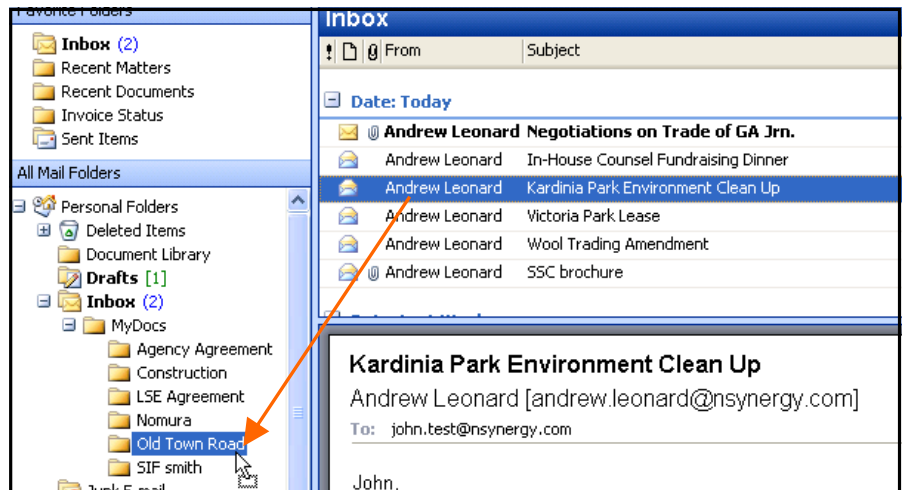 Favorite Folders
Inbox (2)
Recent Matters
Recent Documents
Invoice Status
Sent Items
All Mail Folders
Personal Folders
Deleted Items
Document Library
Drafts [1]
Inbox (2)
MyDocs
Agency Agreement
Construction
LSE Agreement
Nomura
Old Town Road
SIF smith
Junk E-mail
Inbox
From Subject
Date: Today
Andrew Leonard Negotiations on Trade of GA Jrn.
Andrew Leonard In-House Counsel Fundraising Dinner
Andrew Leonard Kardinia Park Environment Clean Up
Andrew Leonard Victoria Park Lease
Andrew Leonard Wool Trading Amendment
Andrew Leonard SSC brochure
Kardinia Park Environment Clean Up
Andrew Leonard [andrew.leonard@nsynergy.com]
To: john.test@nsynergy.com
John,